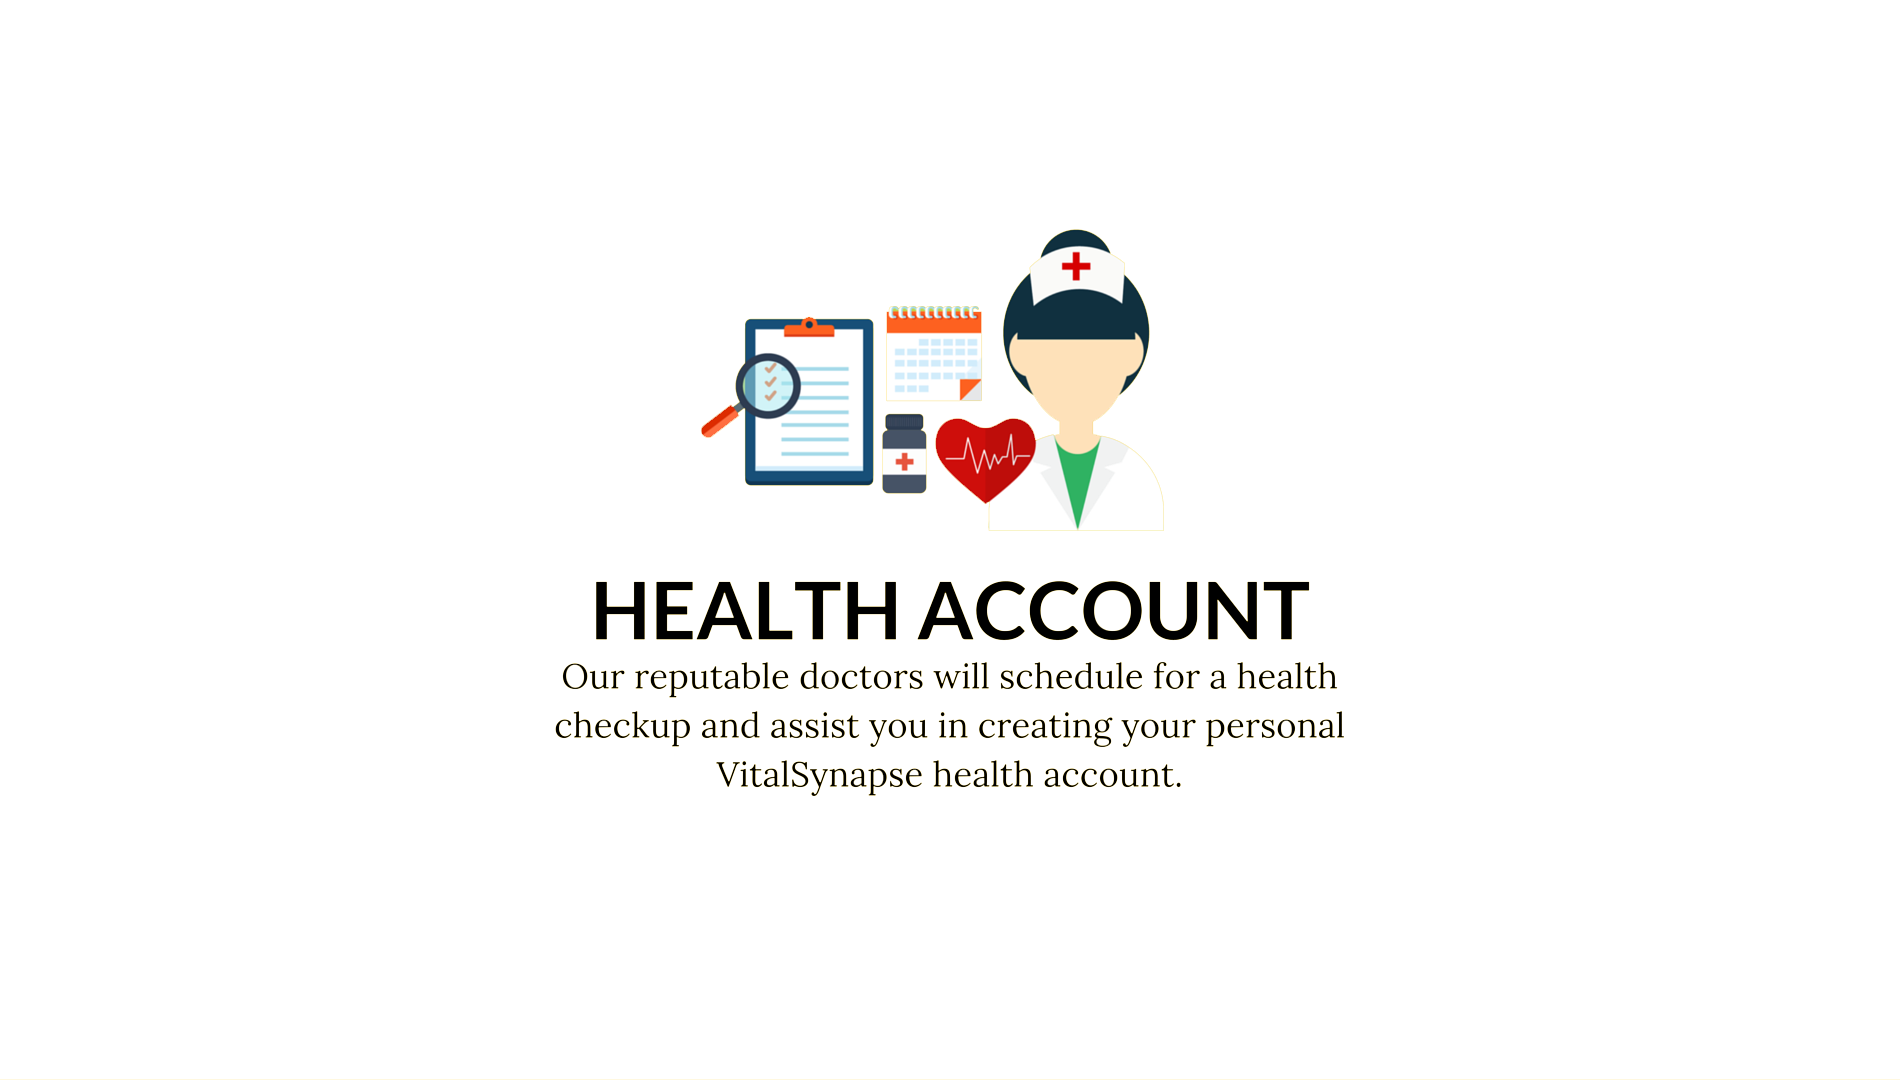 HEALTH ACCOUNT
Our reputable doctors will schedule for a health
checkup and assist you in creating your personal
VitalSynapse health account.